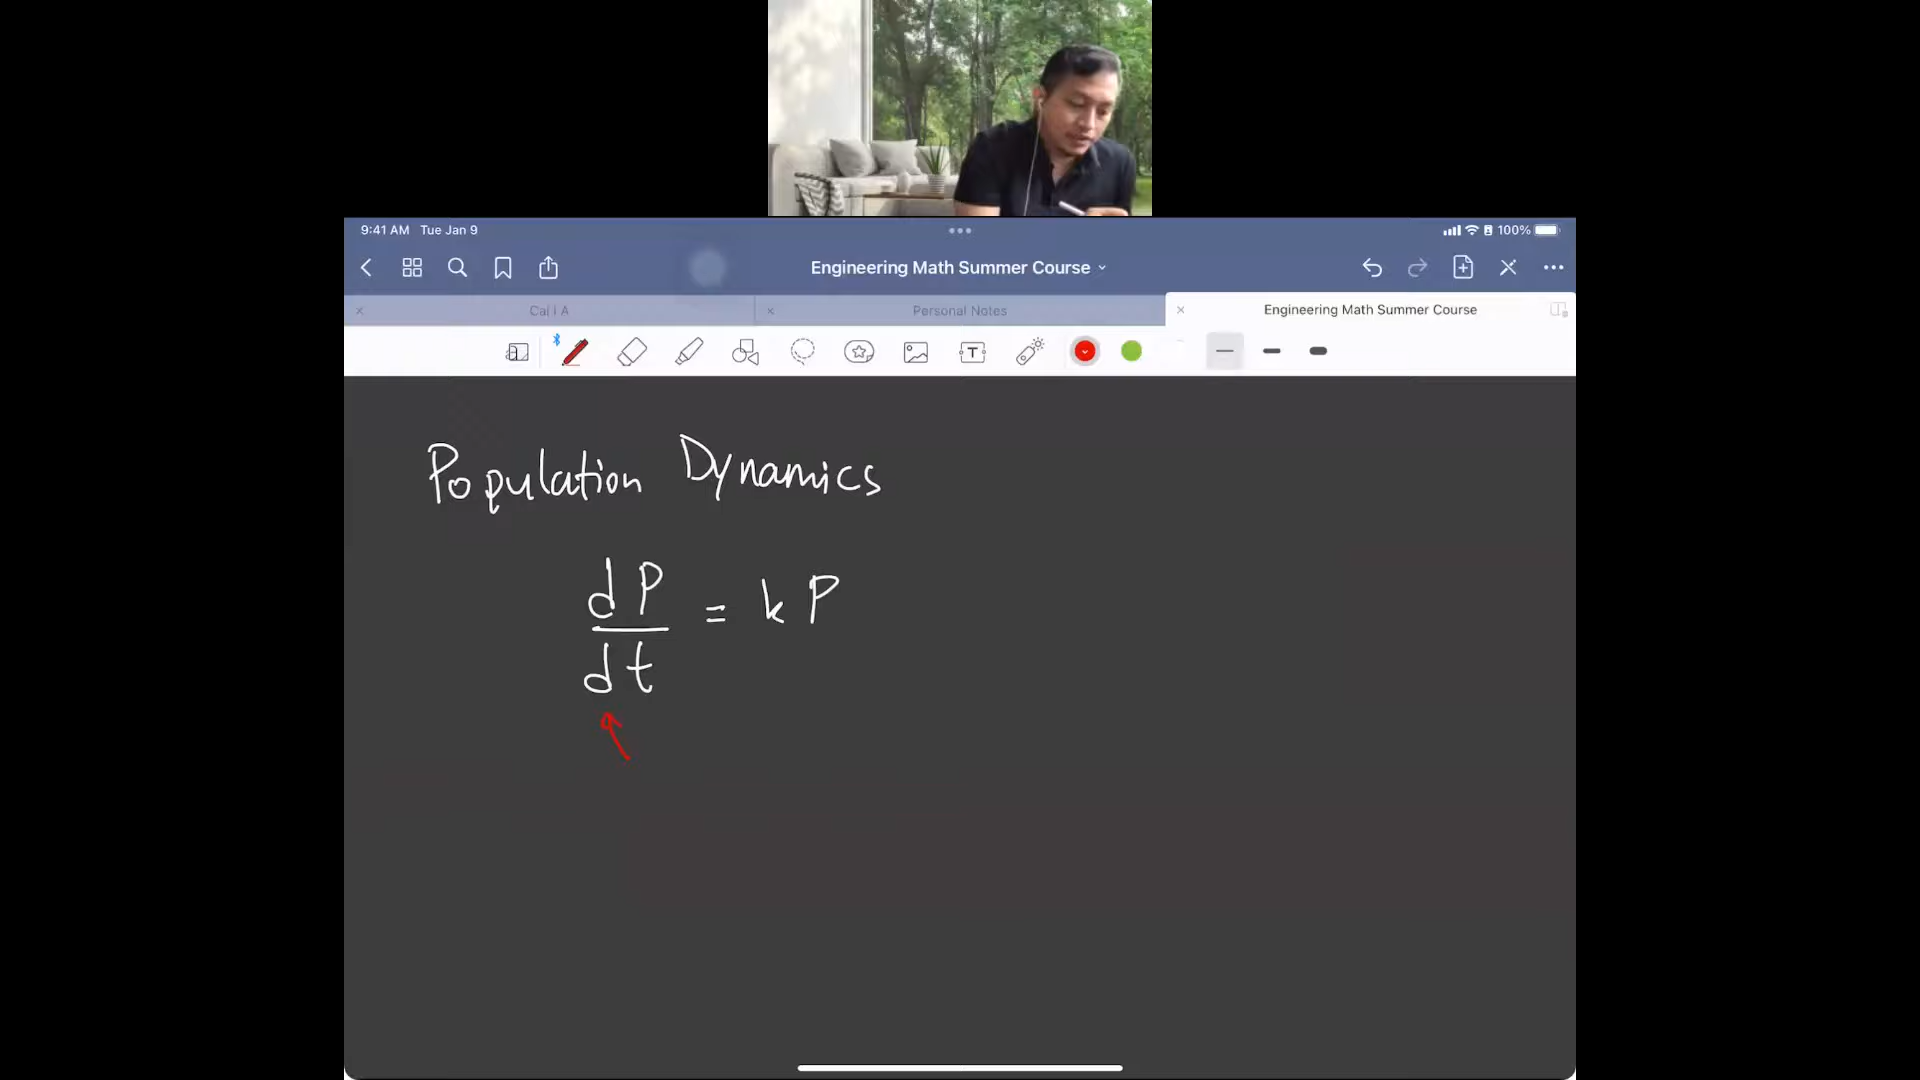 9:41 AM Tue Jan 9
100%
Engineering Math Summer Course
Cal I A
Personal Notes
Engineering Math Summer Course
T
Population Dynamics
dP
dt
= kP